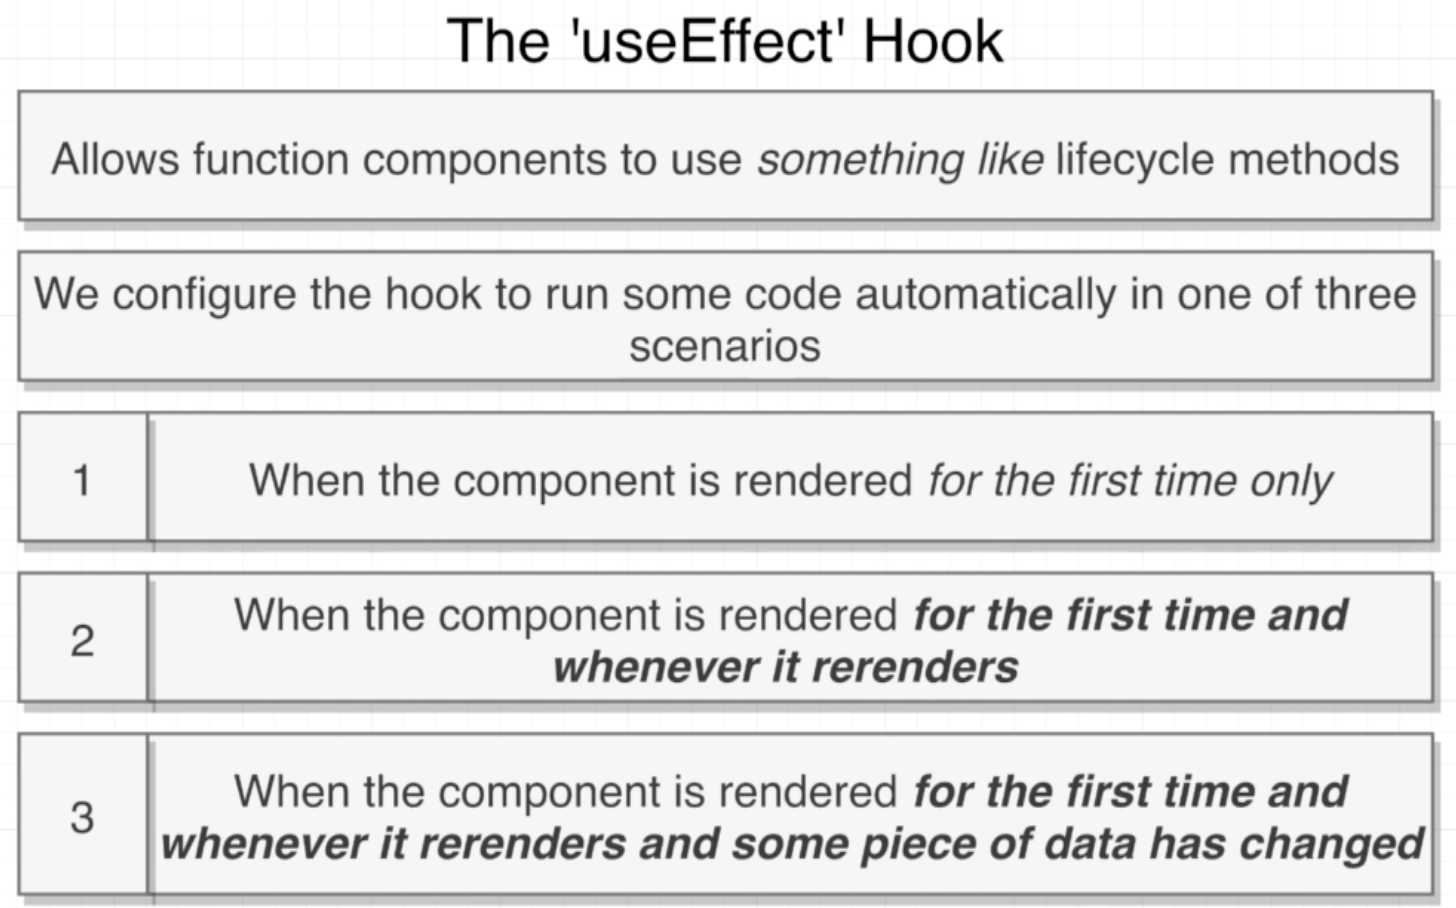 The 'useEffect' Hook
Allows function components to use something like lifecycle methods
We configure the hook to run some code automatically in one of three
scenarios
1
When the component is rendered for the first time only
2
When the component is rendered for the first time and
whenever it rerenders
3
When the component is rendered for the first time and
whenever it rerenders and some piece of data has changed